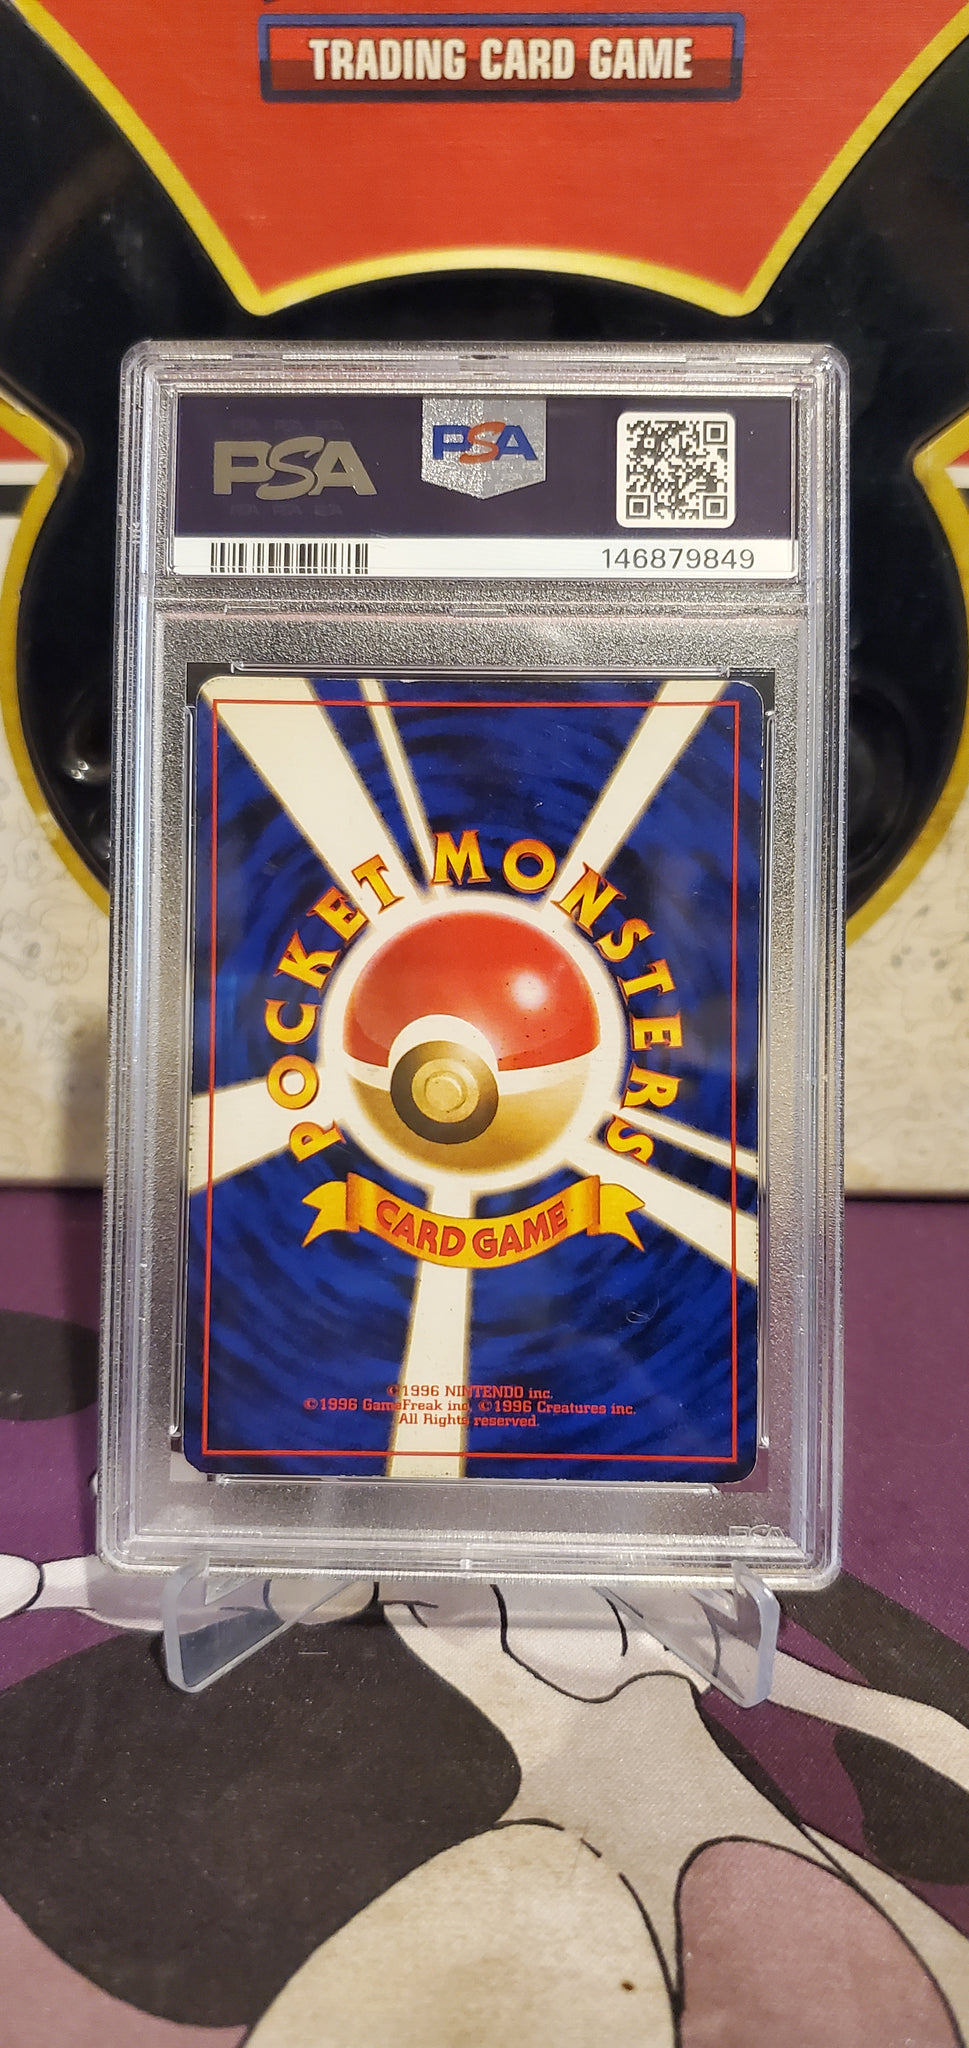 TRADING CARD GAME
PSA
PSA
146879849
POCKET MONSTERS
CARD GAME
©1996 NINTENDO inc.
©1996 GameFreak inc. ©1996 Creatures inc.
All Rights reserved.
PSA